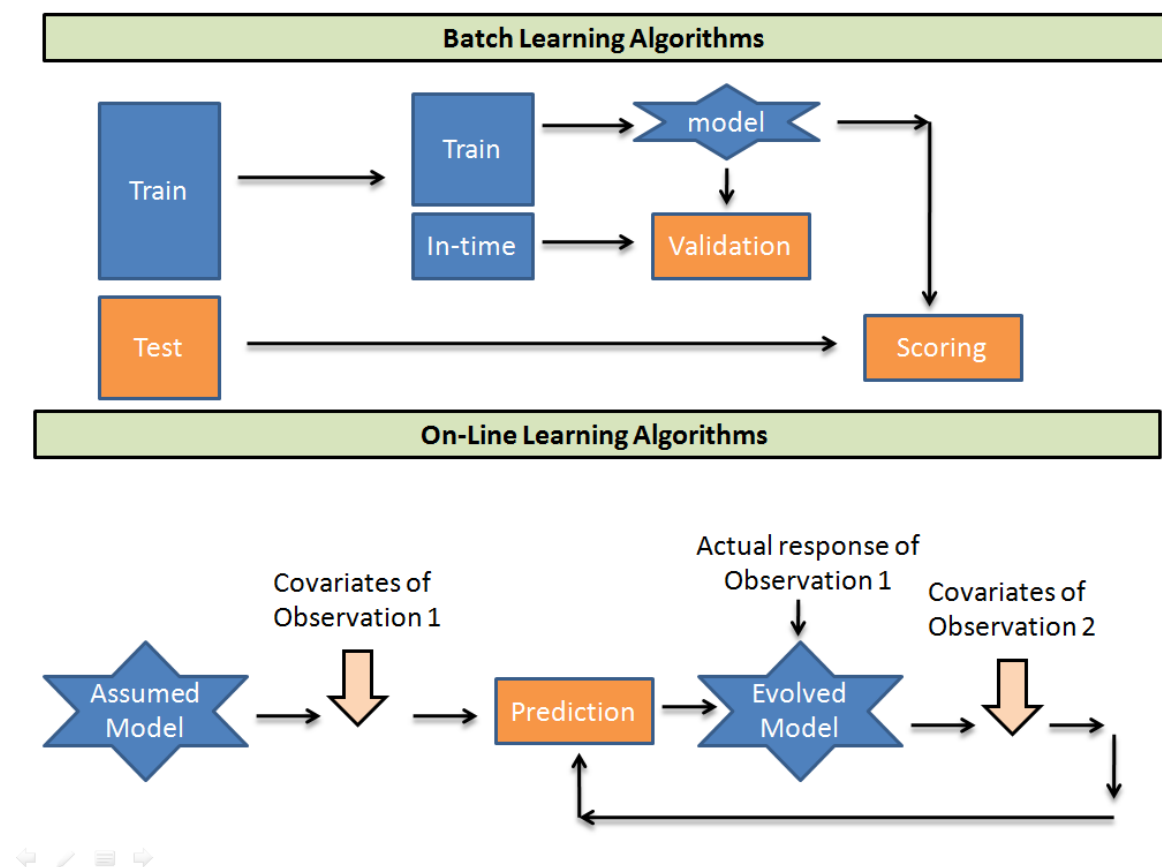 Batch Learning Algorithms
Train
Train
model
In-time
Validation
Test
Scoring
On-Line Learning Algorithms
Actual response of
Observation 1
Covariates of
Observation 1
Covariates of
Observation 2
Assumed
Model
Prediction
Evolved
Model